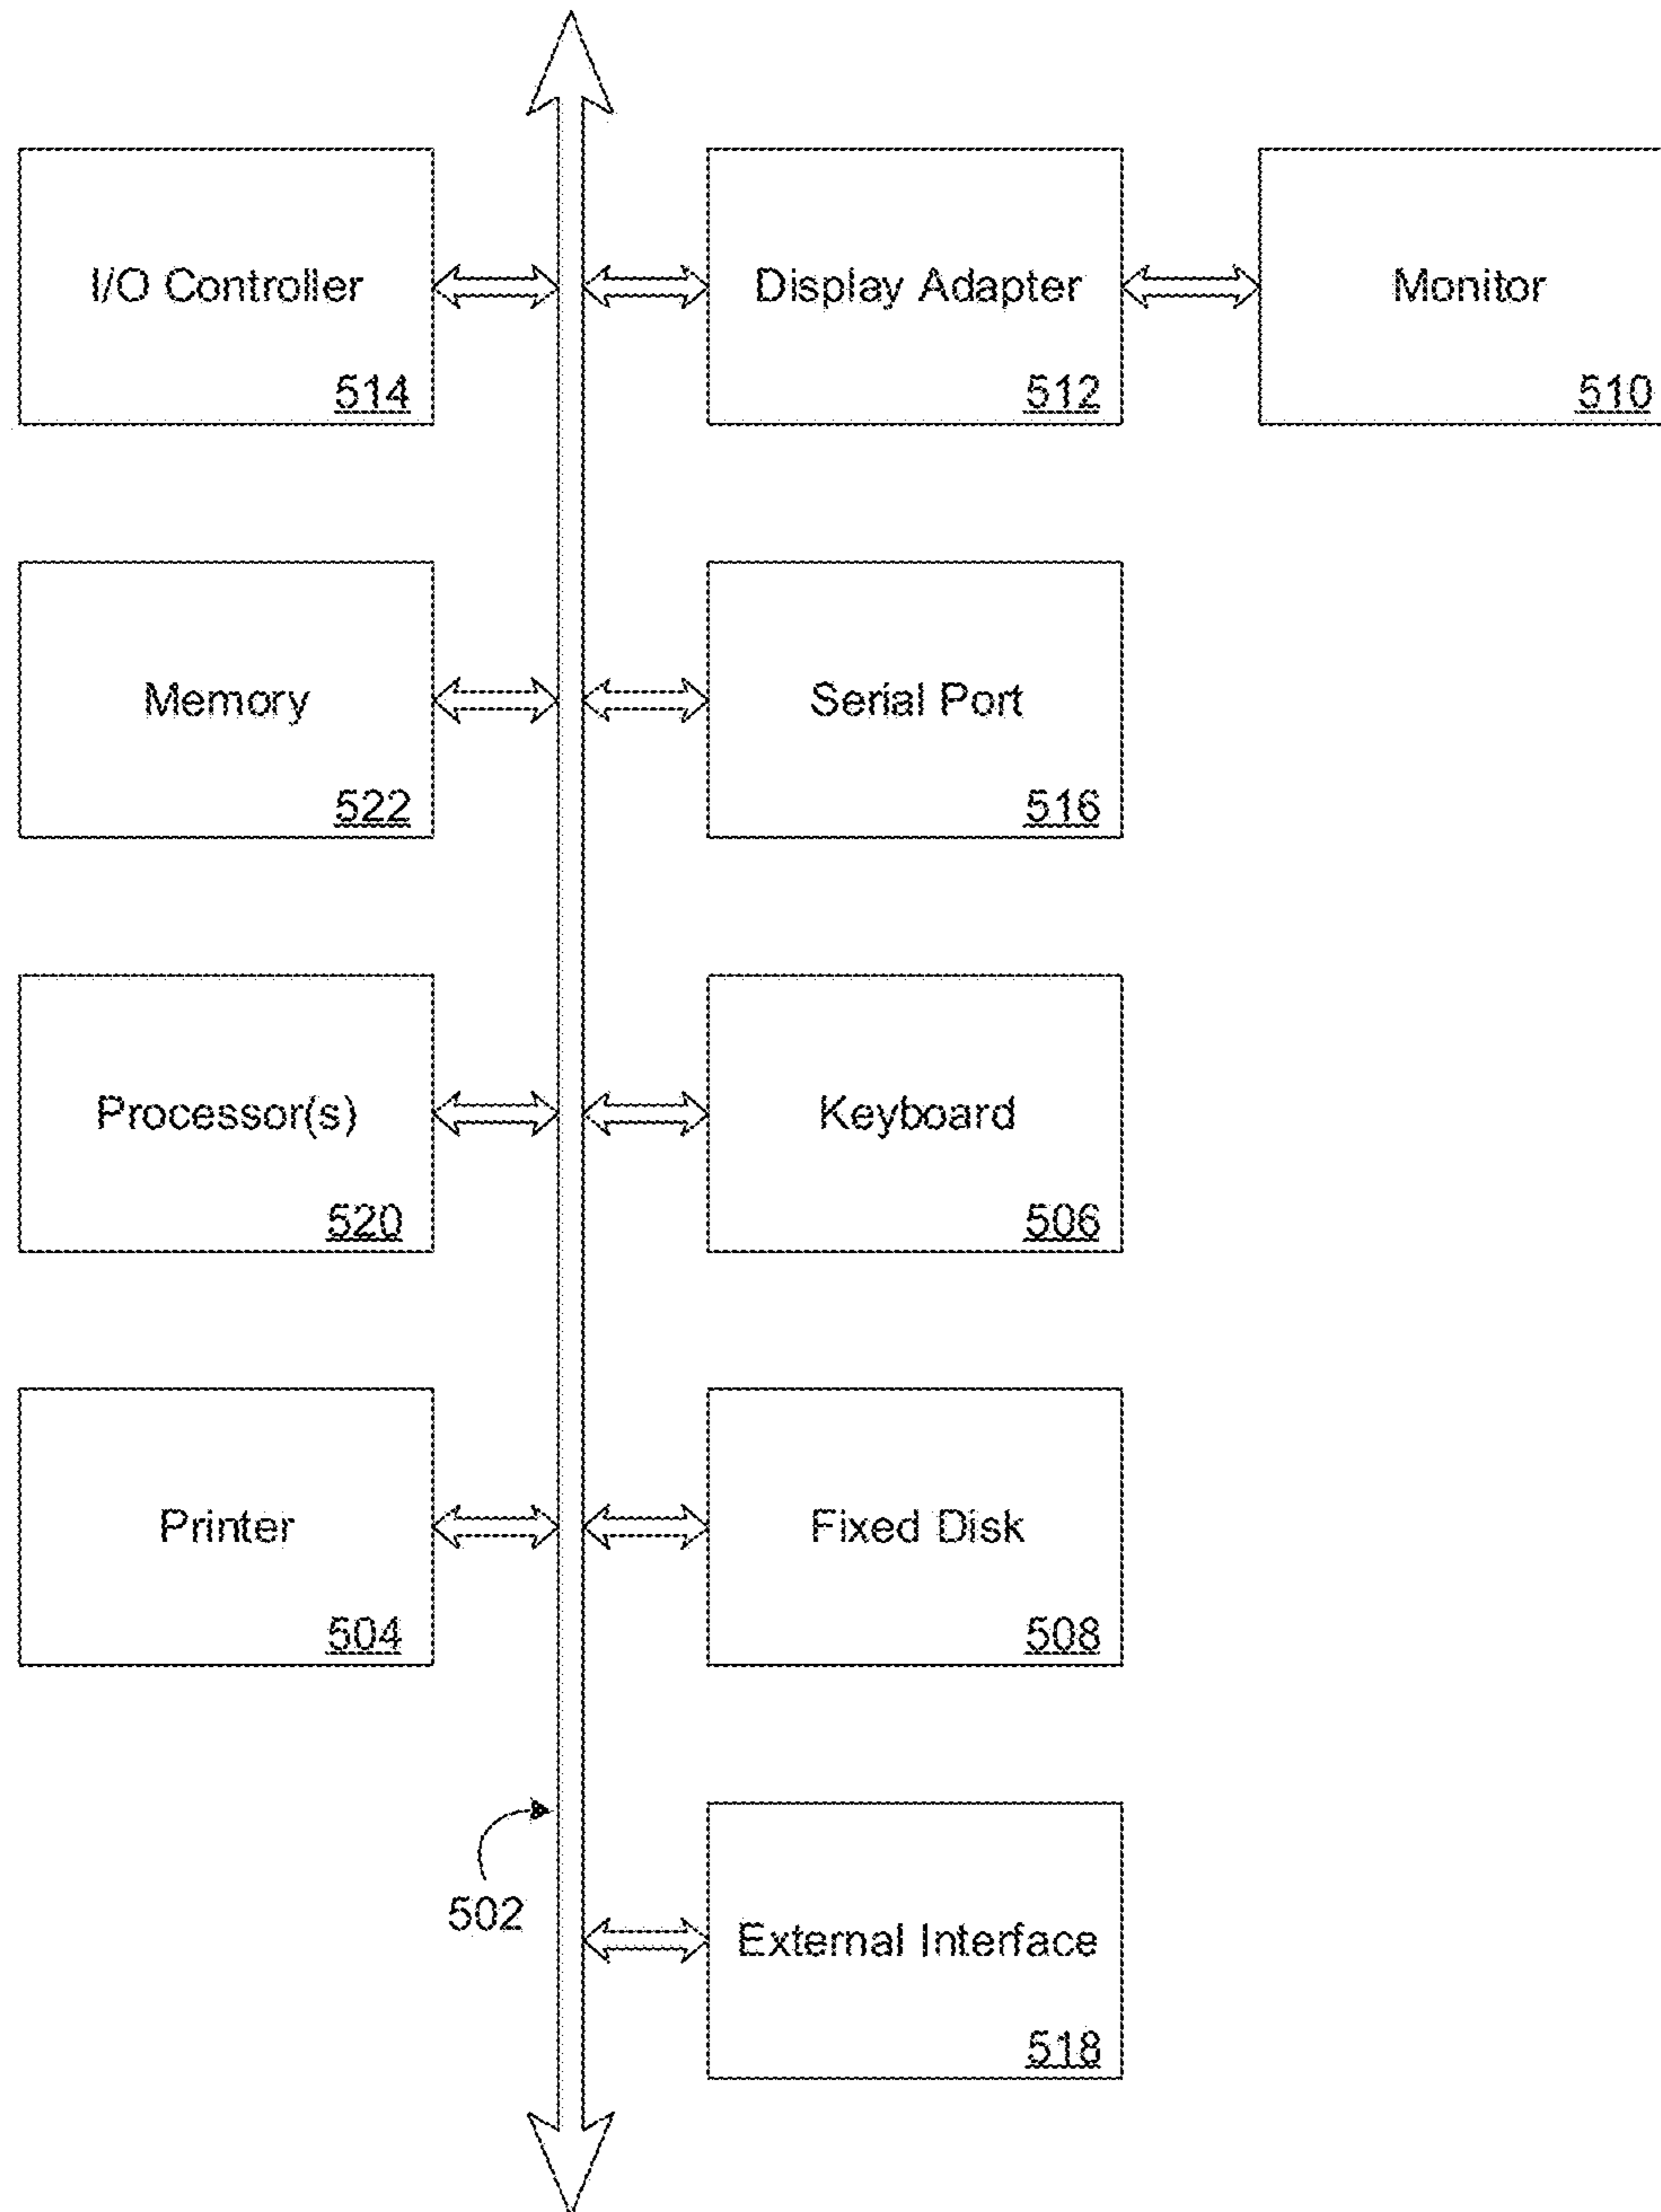 I/O Controller
514
Display Adapter
512
Monitor
510
Memory
522
Serial Port
516
Processor(s)
520
Keyboard
506
Printer
504
Fixed Disk
508
502
External Interface
518